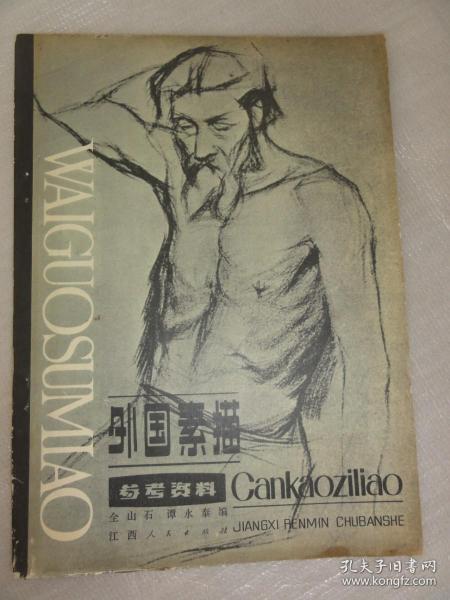 WAIGUOSUMIAO
外国素描
参考资料 Cankaoziliao
全山石 谭永泰编
江西人民出版社 JIANGXI RENMIN CHUBANSHE
孔夫子旧书网
www.kongfz.com